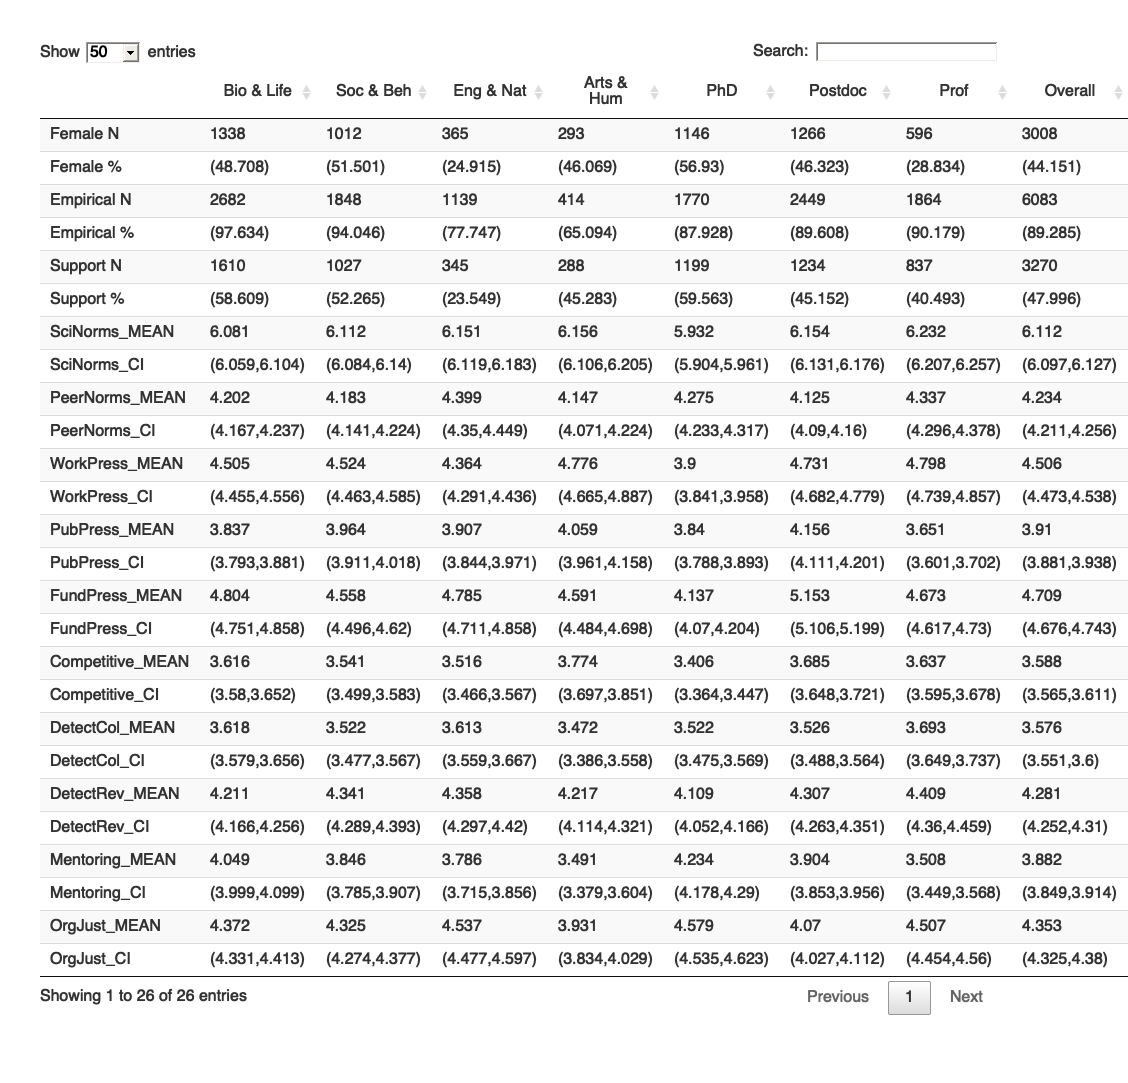 Show 50 entries Search:
Bio & Life Soc & Beh Eng & Nat Arts & Hum PhD Postdoc Prof Overall
Female N 1338 1012 365 293 1146 1266 596 3008
Female % (48.708) (51.501) (24.915) (46.069) (56.93) (46.323) (28.834) (44.151)
Empirical N 2682 1848 1139 414 1770 2449 1864 6083
Empirical % (97.634) (94.046) (77.747) (65.094) (87.928) (89.608) (90.179) (89.285)
Support N 1610 1027 345 288 1199 1234 837 3270
Support % (58.609) (52.265) (23.549) (45.283) (59.563) (45.152) (40.493) (47.996)
SciNorms_MEAN 6.081 6.112 6.151 6.156 5.932 6.154 6.232 6.112
SciNorms_CI (6.059,6.104) (6.084,6.14) (6.119,6.183) (6.106,6.205) (5.904,5.961) (6.131,6.176) (6.207,6.257) (6.097,6.127)
PeerNorms_MEAN 4.202 4.183 4.399 4.147 4.275 4.125 4.337 4.234
PeerNorms_CI (4.167,4.237) (4.141,4.224) (4.35,4.449) (4.071,4.224) (4.233,4.317) (4.09,4.16) (4.296,4.378) (4.211,4.256)
WorkPress_MEAN 4.505 4.524 4.364 4.776 3.9 4.731 4.798 4.506
WorkPress_CI (4.455,4.556) (4.463,4.585) (4.291,4.436) (4.665,4.887) (3.841,3.958) (4.682,4.779) (4.739,4.857) (4.473,4.538)
PubPress_MEAN 3.837 3.964 3.907 4.059 3.84 4.156 3.651 3.91
PubPress_CI (3.793,3.881) (3.911,4.018) (3.844,3.971) (3.961,4.158) (3.788,3.893) (4.111,4.201) (3.601,3.702) (3.881,3.938)
FundPress_MEAN 4.804 4.558 4.785 4.591 4.137 5.153 4.673 4.709
FundPress_CI (4.751,4.858) (4.496,4.62) (4.711,4.858) (4.484,4.698) (4.07,4.204) (5.106,5.199) (4.617,4.73) (4.676,4.743)
Competitive_MEAN 3.616 3.541 3.516 3.774 3.406 3.685 3.637 3.588
Competitive_CI (3.58,3.652) (3.499,3.583) (3.466,3.567) (3.697,3.851) (3.364,3.447) (3.648,3.721) (3.595,3.678) (3.565,3.611)
DetectCol_MEAN 3.618 3.522 3.613 3.472 3.522 3.526 3.693 3.576
DetectCol_CI (3.579,3.656) (3.477,3.567) (3.559,3.667) (3.386,3.558) (3.475,3.569) (3.488,3.564) (3.649,3.737) (3.551,3.6)
DetectRev_MEAN 4.211 4.341 4.358 4.217 4.109 4.307 4.409 4.281
DetectRev_CI (4.166,4.256) (4.289,4.393) (4.297,4.42) (4.114,4.321) (4.052,4.166) (4.263,4.351) (4.36,4.459) (4.252,4.31)
Mentoring_MEAN 4.049 3.846 3.786 3.491 4.234 3.904 3.508 3.882
Mentoring_CI (3.999,4.099) (3.785,3.907) (3.715,3.856) (3.379,3.604) (4.178,4.29) (3.853,3.956) (3.449,3.568) (3.849,3.914)
OrgJust_MEAN 4.372 4.325 4.537 3.931 4.579 4.07 4.507 4.353
OrgJust_CI (4.331,4.413) (4.274,4.377) (4.477,4.597) (3.834,4.029) (4.535,4.623) (4.027,4.112) (4.454,4.56) (4.325,4.38)
Showing 1 to 26 of 26 entries Previous 1 Next